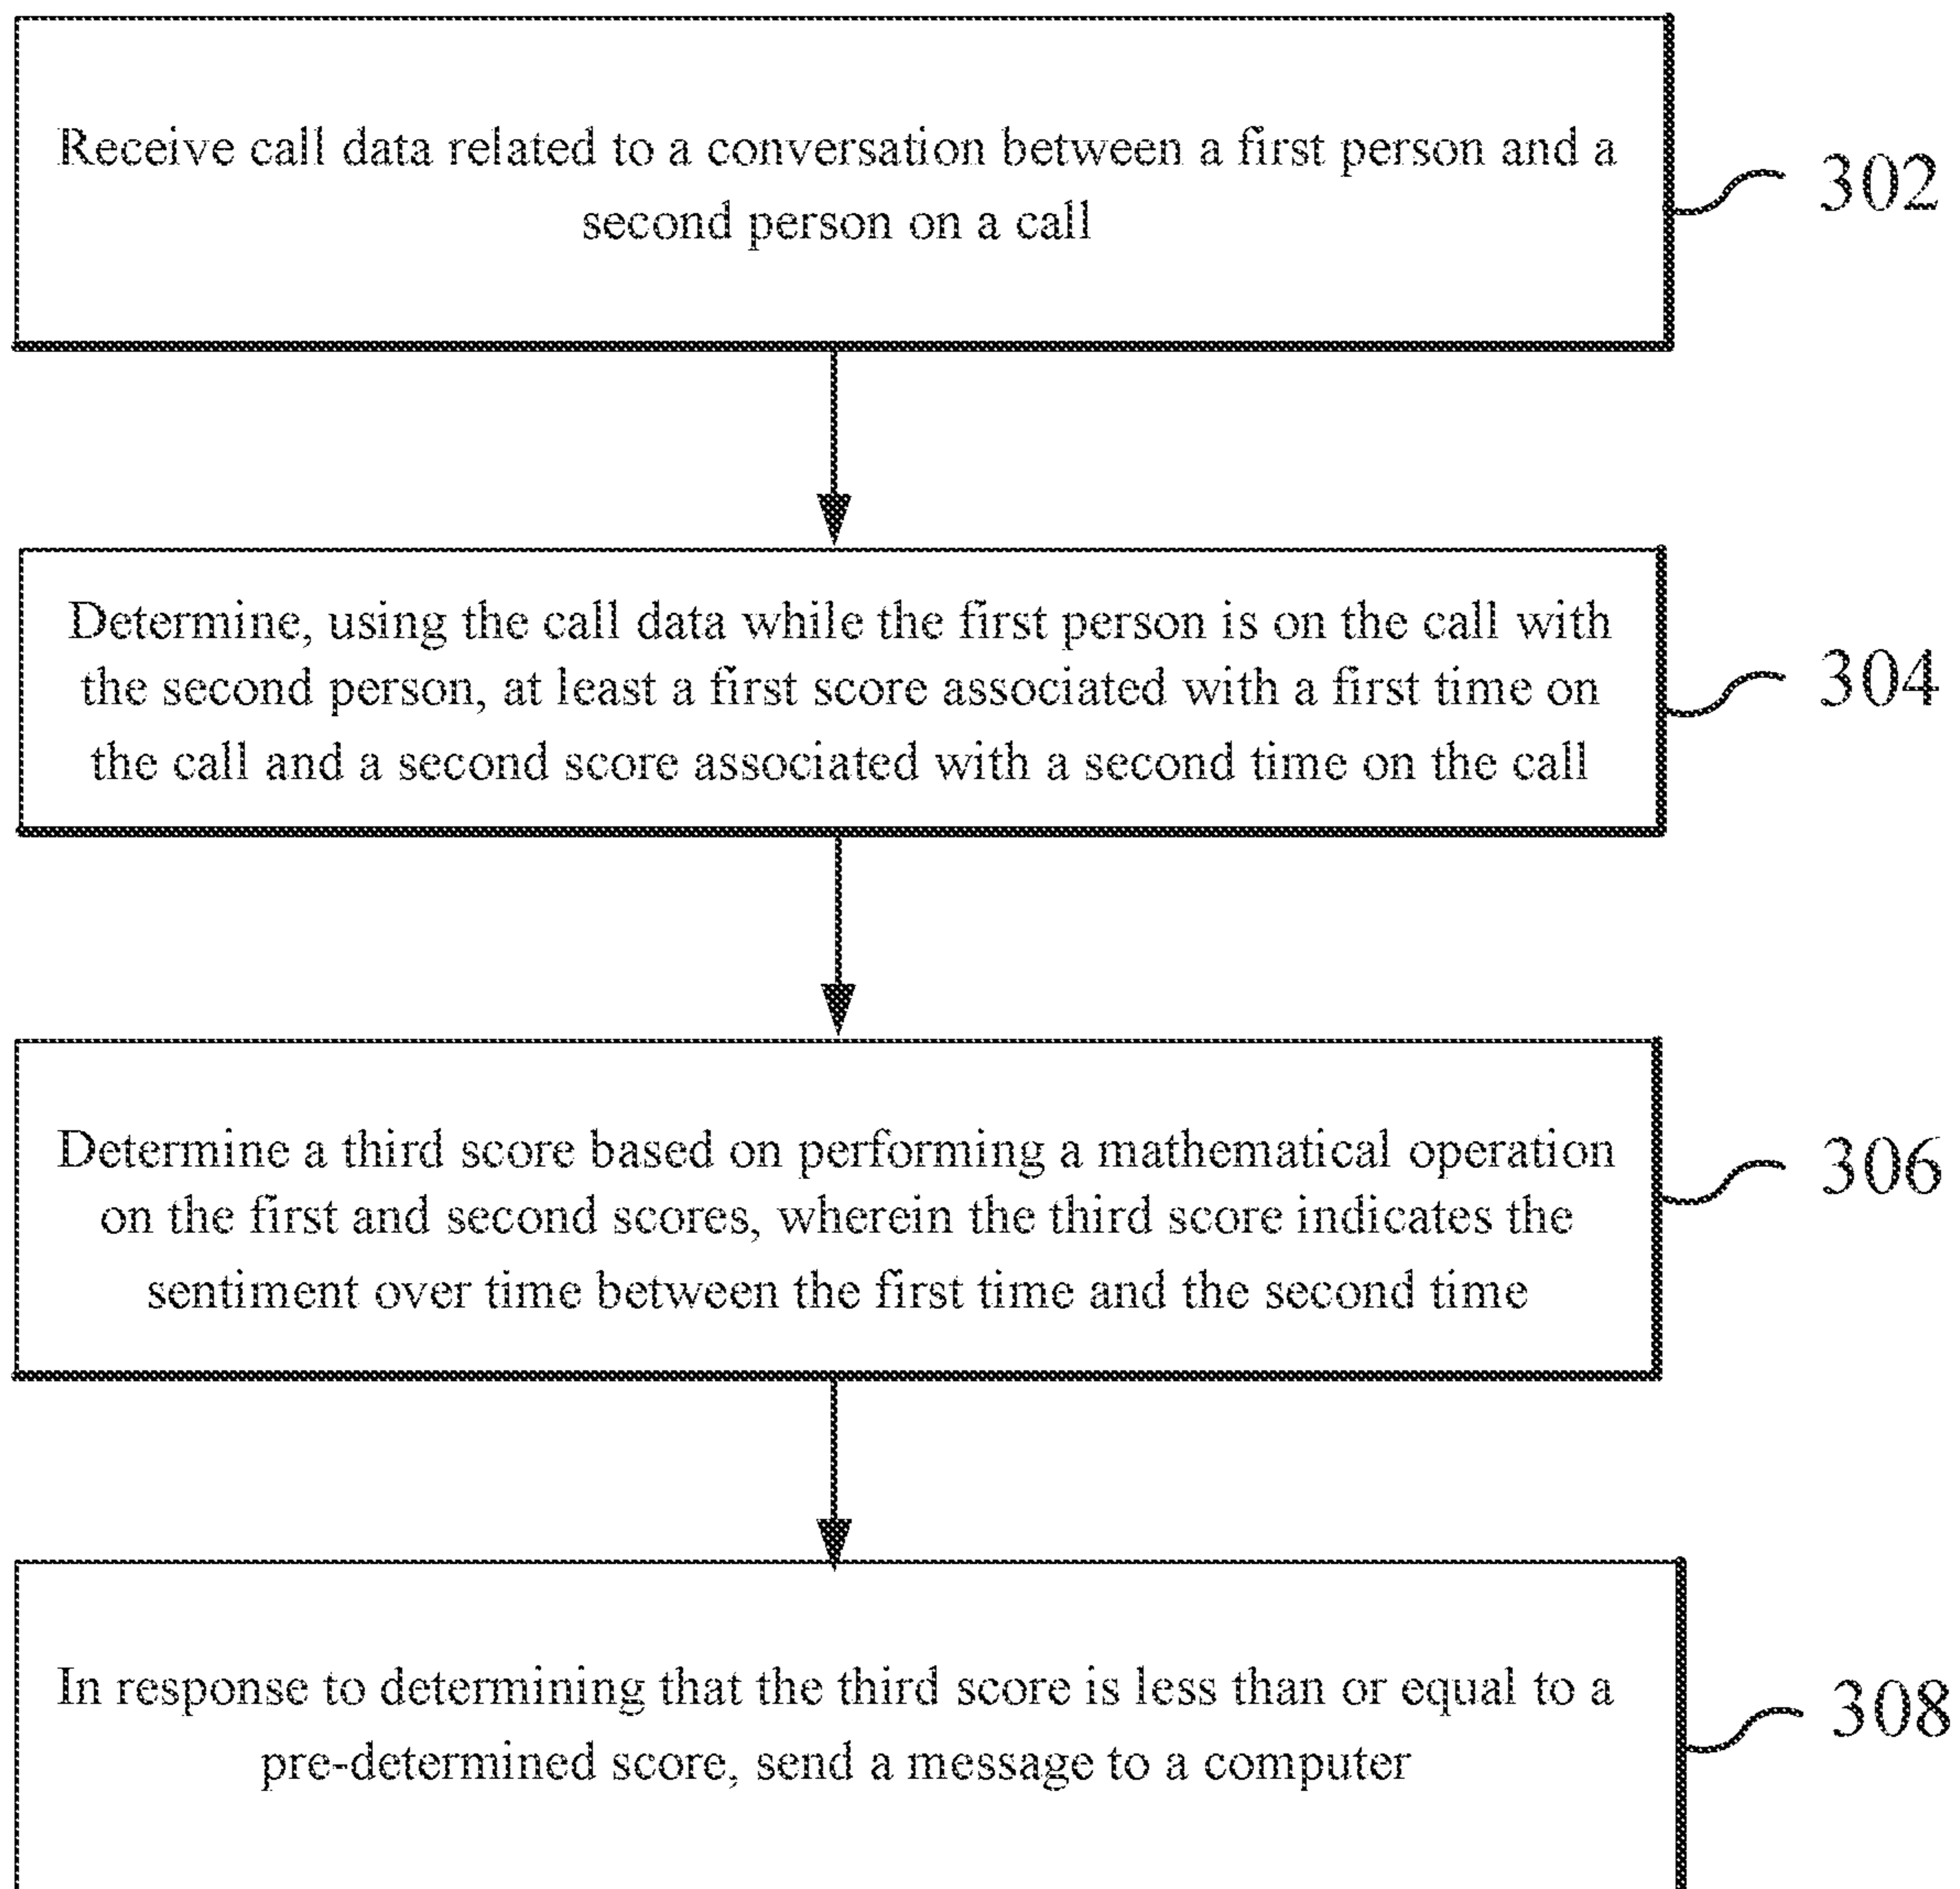 Receive call data related to a conversation between a first person and a
second person on a call
302
Determine, using the call data while the first person is on the call with
the second person, at least a first score associated with a first time on
the call and a second score associated with a second time on the call
304
Determine a third score based on performing a mathematical operation
on the first and second scores, wherein the third score indicates the
sentiment over time between the first time and the second time
306
In response to determining that the third score is less than or equal to a
pre-determined score, send a message to a computer
308